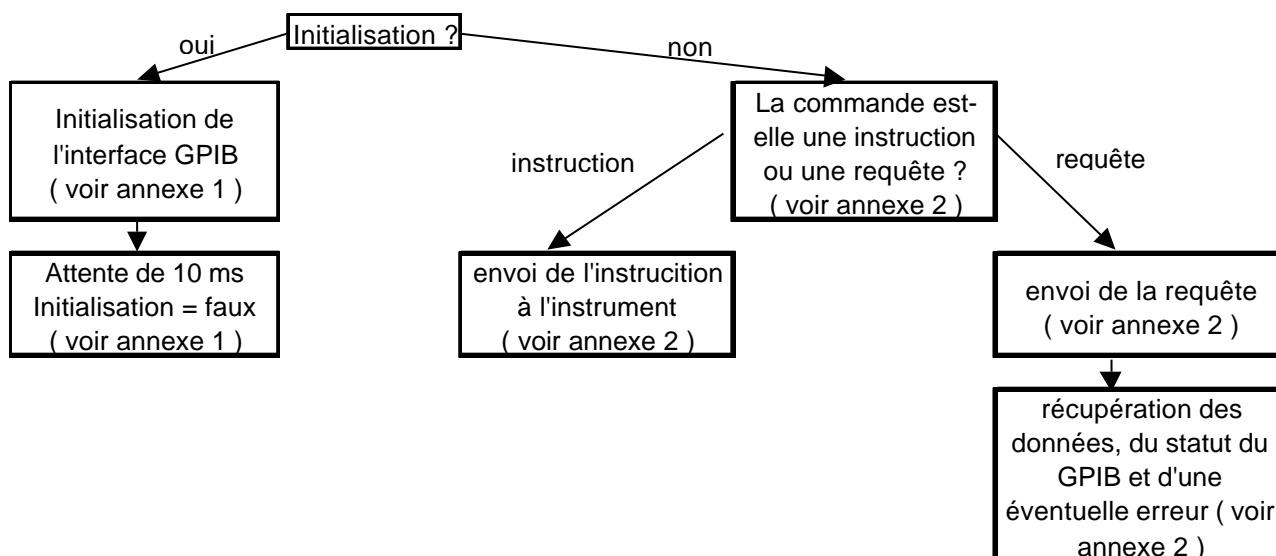 Initialisation ?
oui
non
Initialisation de
l'interface GPIB
( voir annexe 1 )
La commande est-
elle une instruction
ou une requête ?
( voir annexe 2 )
instruction
requête
Attente de 10 ms
Initialisation = faux
( voir annexe 1 )
envoi de l'instrucition
à l'instrument
( voir annexe 2 )
envoi de la requête
( voir annexe 2 )
récupération des
données, du statut du
GPIB et d'une
éventuelle erreur ( voir
annexe 2 )